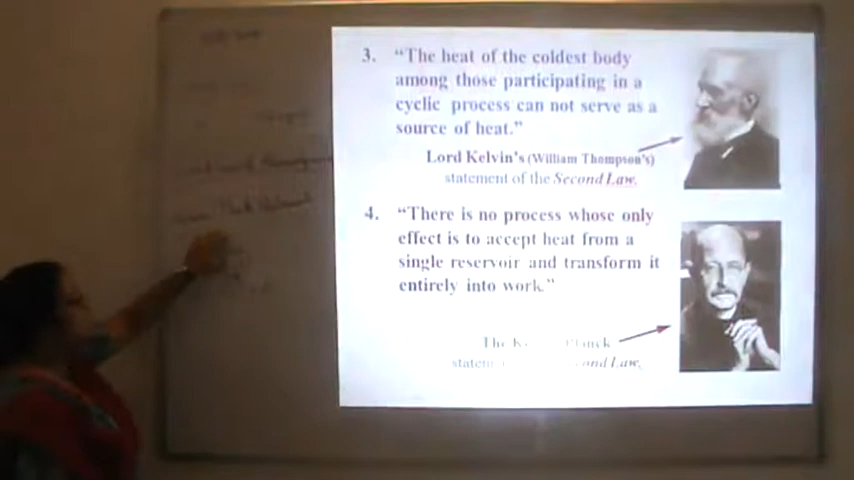 3. “The heat of the coldest body
among those participating in a
cyclic process can not serve as a
source of heat.”
Lord Kelvin's (William Thompson's)
statement of the Second Law.
4. “There is no process whose only
effect is to accept heat from a
single reservoir and transform it
entirely into work.”
The
Law.